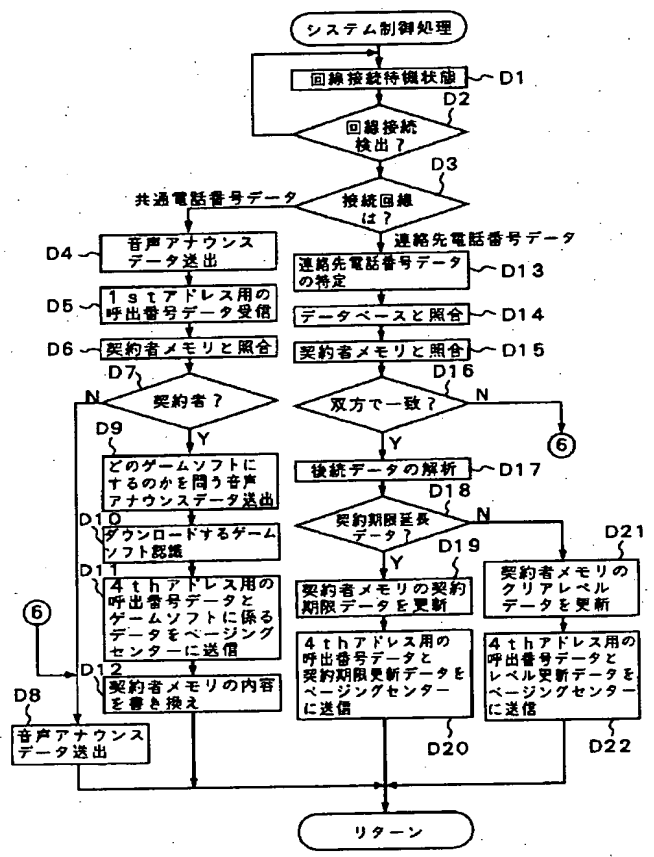 システム制御処理
回線接続待機状態
D1
D2
回線接続
検出？
D3
接続回線
は？
共通電話番号データ
連絡先電話番号データ
D4
音声アナウンス
データ送出
D5
1stアドレス用の
呼出番号データ受信
D6
契約者メモリと照合
D7
契約者？
N
Y
D9
どのゲームソフトに
するのかを問う音声
アナウンスデータ送出
D10
ダウンロードするゲーム
ソフト認識
D11
4thアドレス用の
呼出番号データと
ゲームソフトに係る
データをページング
センターに送信
D12
契約者メモリの内容
を書き換え
6
D8
音声アナウンス
データ送出
連絡先電話番号データ
の特定
D13
データベースと照合
D14
契約者メモリと照合
D15
D16
双方で一致？
N
6
Y
後続データの解析
D17
D18
契約期限延長
データ？
N
Y
D19
契約者メモリの契約
期限データを更新
4thアドレス用の
呼出番号データと
契約期限更新データを
ページングセンター
に送信
D20
D21
契約者メモリの
クリアレベル
データを更新
4thアドレス用の
呼出番号データと
レベル更新データを
ページングセンター
に送信
D22
リターン